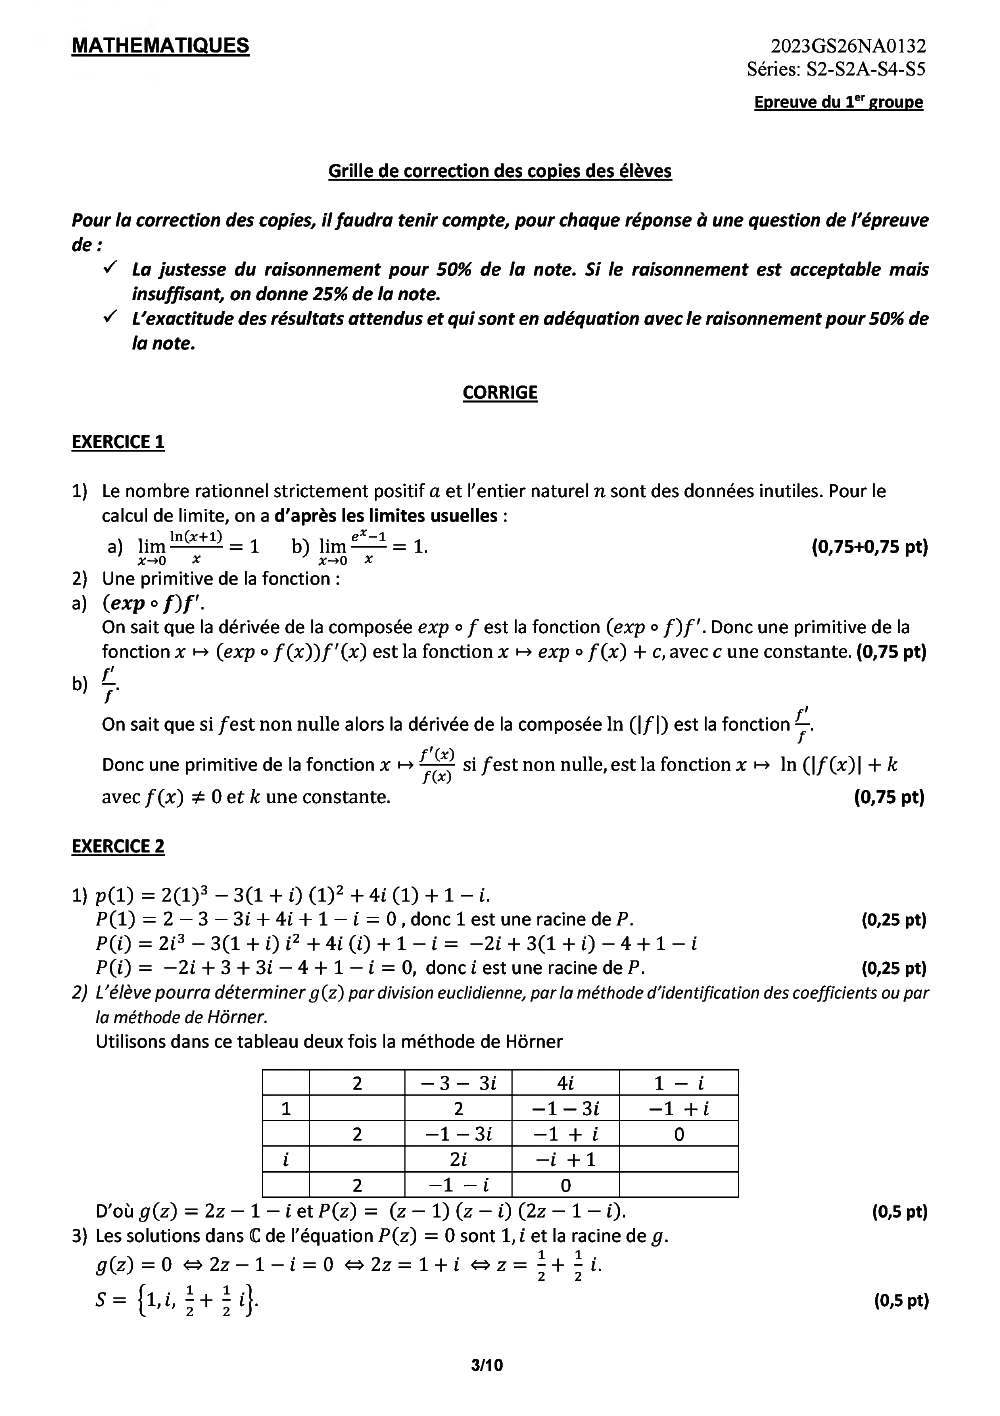 MATHEMATIQUES
2023GS26NA0132
Séries: S2-S2A-S4-S5
Epreuve du 1er groupe
Grille de correction des copies des élèves
Pour la correction des copies, il faudra tenir compte, pour chaque réponse à une question de l'épreuve
de :
✓ La justesse du raisonnement pour 50% de la note. Si le raisonnement est acceptable mais
insuffisant, on donne 25% de la note.
✓ L'exactitude des résultats attendus et qui sont en adéquation avec le raisonnement pour 50% de
la note.
CORRIGE
EXERCICE 1
1) Le nombre rationnel strictement positif a et l'entier naturel n sont des données inutiles. Pour le
calcul de limite, on a d'après les limites usuelles :
a) lim x→0 ln(x+1)/x = 1 b) lim x→0 (e^x−1)/x = 1. (0,75+0,75 pt)
2) Une primitive de la fonction :
a) (exp ∘ f)f′.
On sait que la dérivée de la composée exp ∘ f est la fonction (exp ∘ f)f′. Donc une primitive de la
fonction x ↦ (exp ∘ f(x))f′(x) est la fonction x ↦ exp ∘ f(x) + c, avec c une constante. (0,75 pt)
b) f′/f.
On sait que si f est non nulle alors la dérivée de la composée ln (|f|) est la fonction f′/f.
Donc une primitive de la fonction x ↦ f′(x)/f(x) si f est non nulle, est la fonction x ↦ ln (|f(x)| + k
avec f(x) ≠ 0 et k une constante. (0,75 pt)
EXERCICE 2
1) p(1) = 2(1)³ − 3(1 + i) (1)² + 4i (1) + 1 − i.
P(1) = 2 − 3 − 3i + 4i + 1 − i = 0 , donc 1 est une racine de P. (0,25 pt)
P(i) = 2i³ − 3(1 + i) i² + 4i (i) + 1 − i = −2i + 3(1 + i) − 4 + 1 − i
P(i) = −2i + 3 + 3i − 4 + 1 − i = 0, donc i est une racine de P. (0,25 pt)
2) L'élève pourra déterminer g(z) par division euclidienne, par la méthode d'identification des coefficients ou par
la méthode de Hörner.
Utilisons dans ce tableau deux fois la méthode de Hörner
2 − 3 − 3i 4i 1 − i
1 2 −1 − 3i −1 + i
2 −1 − 3i −1 + i 0
i 2i −i + 1
2 −1 − i 0
D'où g(z) = 2z − 1 − i et P(z) = (z − 1) (z − i) (2z − 1 − i). (0,5 pt)
3) Les solutions dans ℂ de l'équation P(z) = 0 sont 1, i et la racine de g.
g(z) = 0 ⇔ 2z − 1 − i = 0 ⇔ 2z = 1 + i ⇔ z = 1/2 + 1/2 i.
S = {1, i, 1/2 + 1/2 i}. (0,5 pt)
3/10